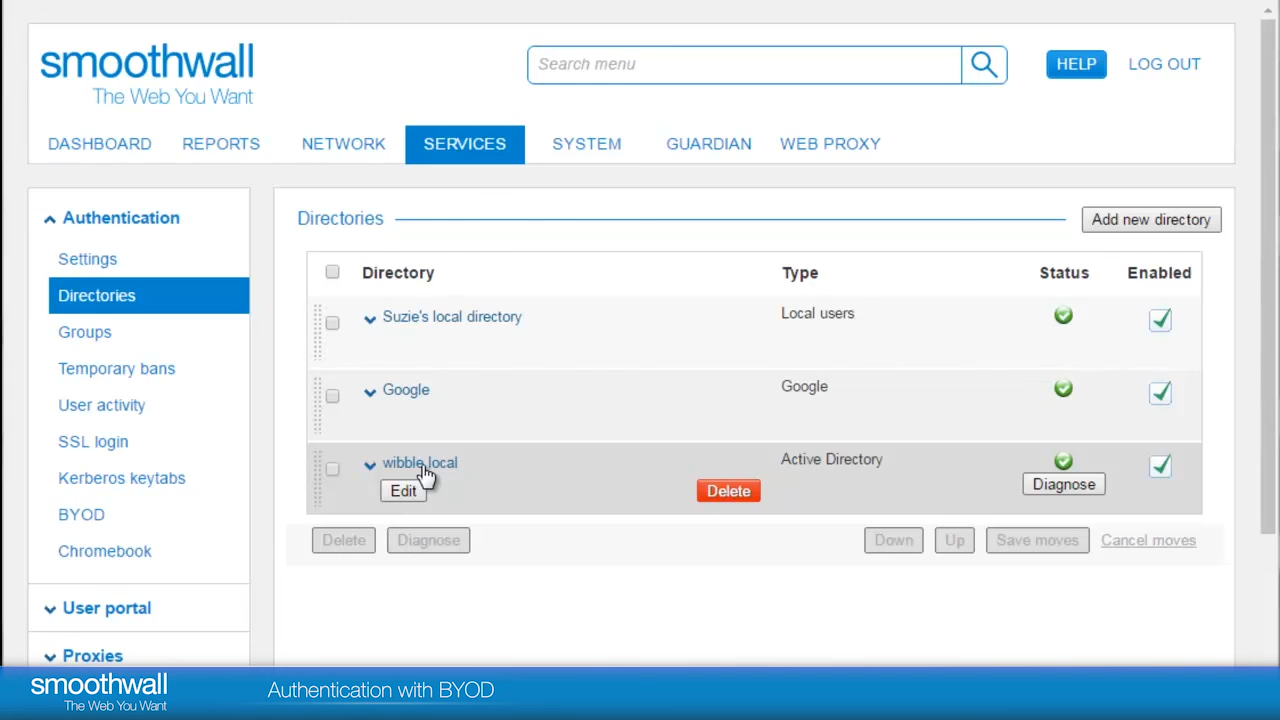 smoothwall
The Web You Want
Search menu
HELP
LOG OUT
DASHBOARD REPORTS NETWORK SERVICES SYSTEM GUARDIAN WEB PROXY
Authentication
Settings
Directories
Groups
Temporary bans
User activity
SSL login
Kerberos keytabs
BYOD
Chromebook
User portal
Proxies
Directories
Add new directory
Directory Type Status Enabled
Suzie's local directory Local users
Google Google
wibble.local Active Directory
Edit Delete Diagnose
Delete Diagnose Down Up Save moves Cancel moves
smoothwall
The Web You Want
Authentication with BYOD